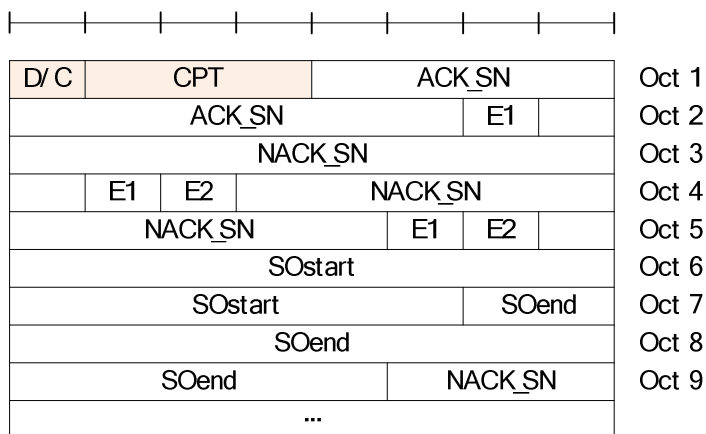 D/C CPT ACK_SN Oct 1
ACK_SN E1 Oct 2
NACK_SN Oct 3
E1 E2 NACK_SN Oct 4
NACK_SN E1 E2 Oct 5
SOstart Oct 6
SOstart SOend Oct 7
SOend Oct 8
SOend NACK_SN Oct 9
...